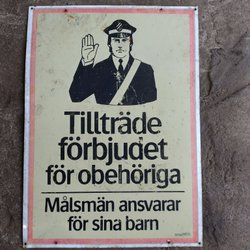 Tillträde
förbjudet
för obehöriga
Målsmän ansvarar
för sina barn